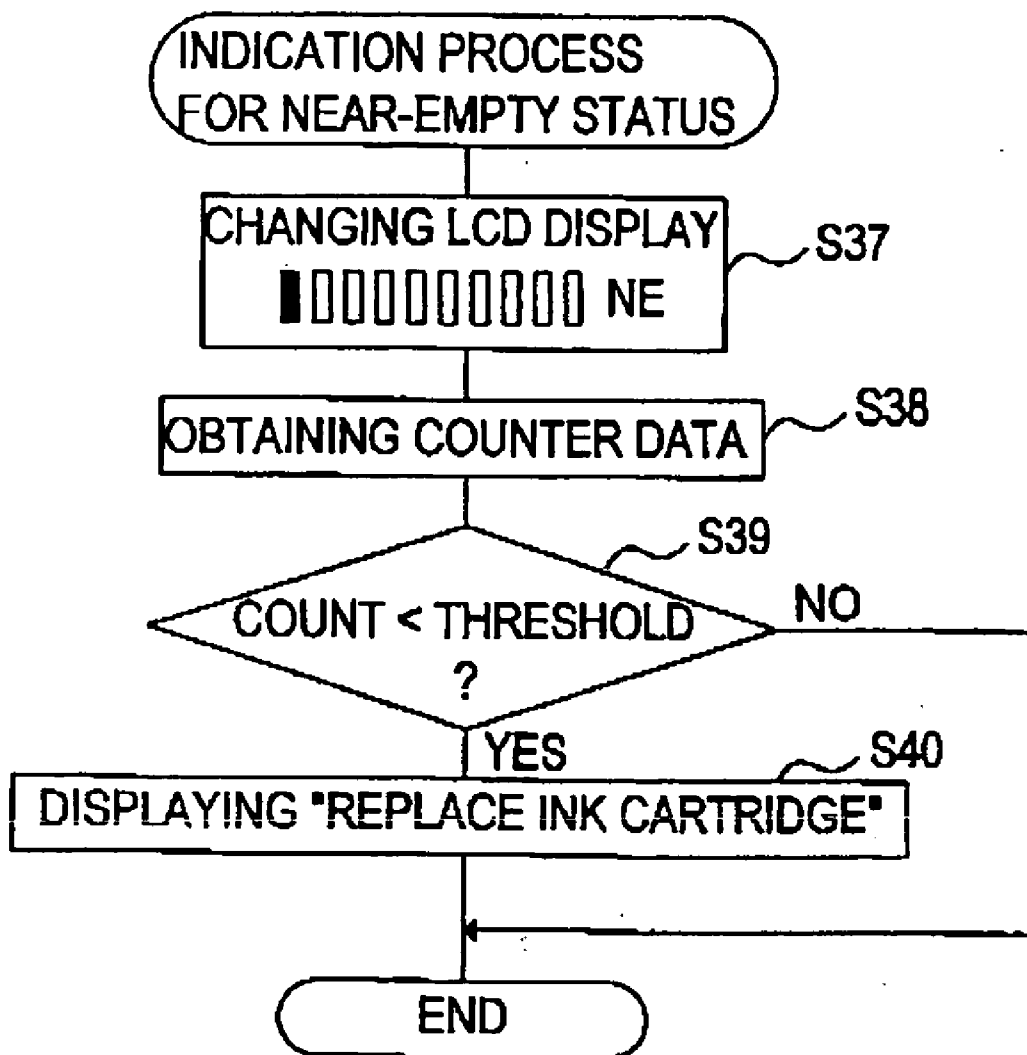 INDICATION PROCESS
FOR NEAR-EMPTY STATUS
CHANGING LCD DISPLAY
NE
S37
OBTAINING COUNTER DATA
S38
S39
COUNT < THRESHOLD
?
NO
YES
S40
DISPLAYING "REPLACE INK CARTRIDGE"
END